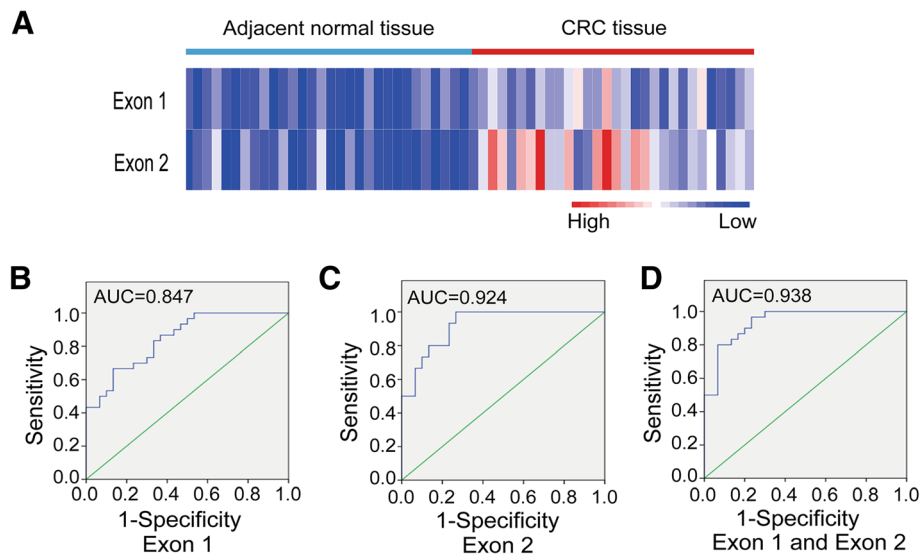 A
Adjacent normal tissue
CRC tissue
Exon 1
Exon 2
High
Low
B
AUC=0.847
1.0
0.8
0.6
0.4
0.2
0.0
Sensitivity
0.0 0.2 0.4 0.6 0.8 1.0
1-Specificity
Exon 1
C
AUC=0.924
1.0
0.8
0.6
0.4
0.2
0.0
Sensitivity
0.0 0.2 0.4 0.6 0.8 1.0
1-Specificity
Exon 2
D
AUC=0.938
1.0
0.8
0.6
0.4
0.2
0.0
Sensitivity
0.0 0.2 0.4 0.6 0.8 1.0
1-Specificity
Exon 1 and Exon 2